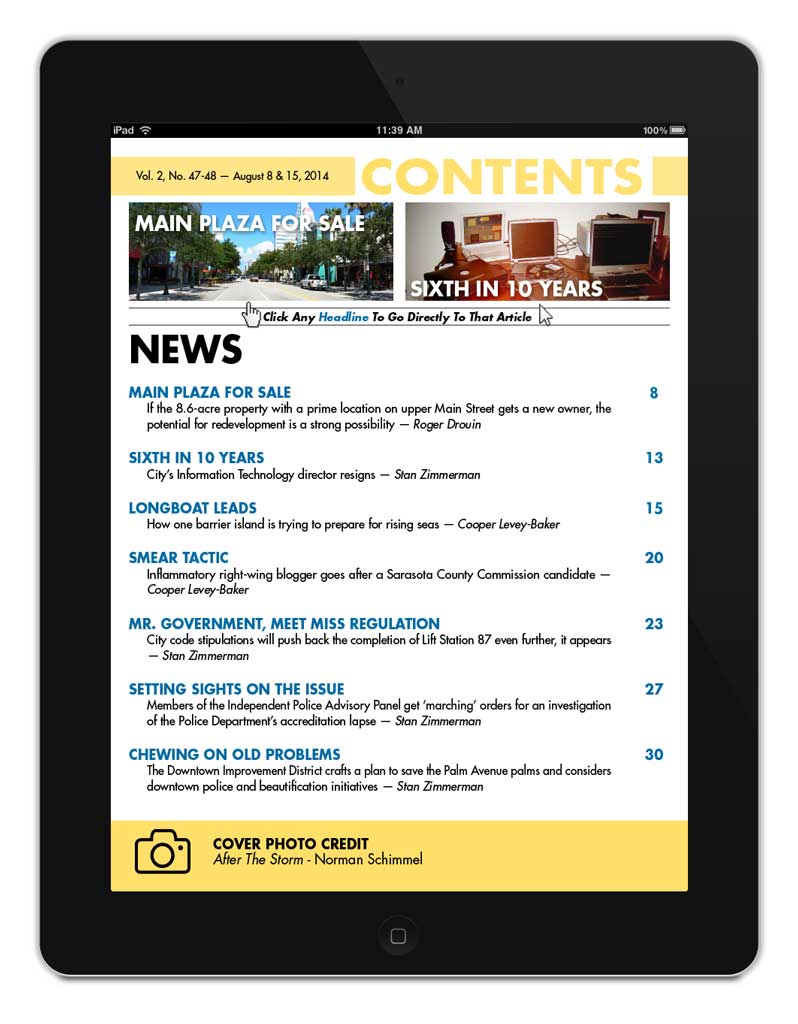 iPad
11:39 AM
100%
Vol. 2, No. 47-48 — August 8 & 15, 2014
CONTENTS
MAIN PLAZA FOR SALE
SIXTH IN 10 YEARS
Click Any Headline To Go Directly To That Article
NEWS
MAIN PLAZA FOR SALE 8
If the 8.6-acre property with a prime location on upper Main Street gets a new owner, the
potential for redevelopment is a strong possibility — Roger Drouin
SIXTH IN 10 YEARS 13
City’s Information Technology director resigns — Stan Zimmerman
LONGBOAT LEADS 15
How one barrier island is trying to prepare for rising seas — Cooper Levey-Baker
SMEAR TACTIC 20
Inflammatory right-wing blogger goes after a Sarasota County Commission candidate —
Cooper Levey-Baker
MR. GOVERNMENT, MEET MISS REGULATION 23
City code stipulations will push back the completion of Lift Station 87 even further, it appears
— Stan Zimmerman
SETTING SIGHTS ON THE ISSUE 27
Members of the Independent Police Advisory Panel get ‘marching’ orders for an investigation
of the Police Department’s accreditation lapse — Stan Zimmerman
CHEWING ON OLD PROBLEMS 30
The Downtown Improvement District crafts a plan to save the Palm Avenue palms and considers
downtown police and beautification initiatives — Stan Zimmerman
COVER PHOTO CREDIT
After The Storm - Norman Schimmel